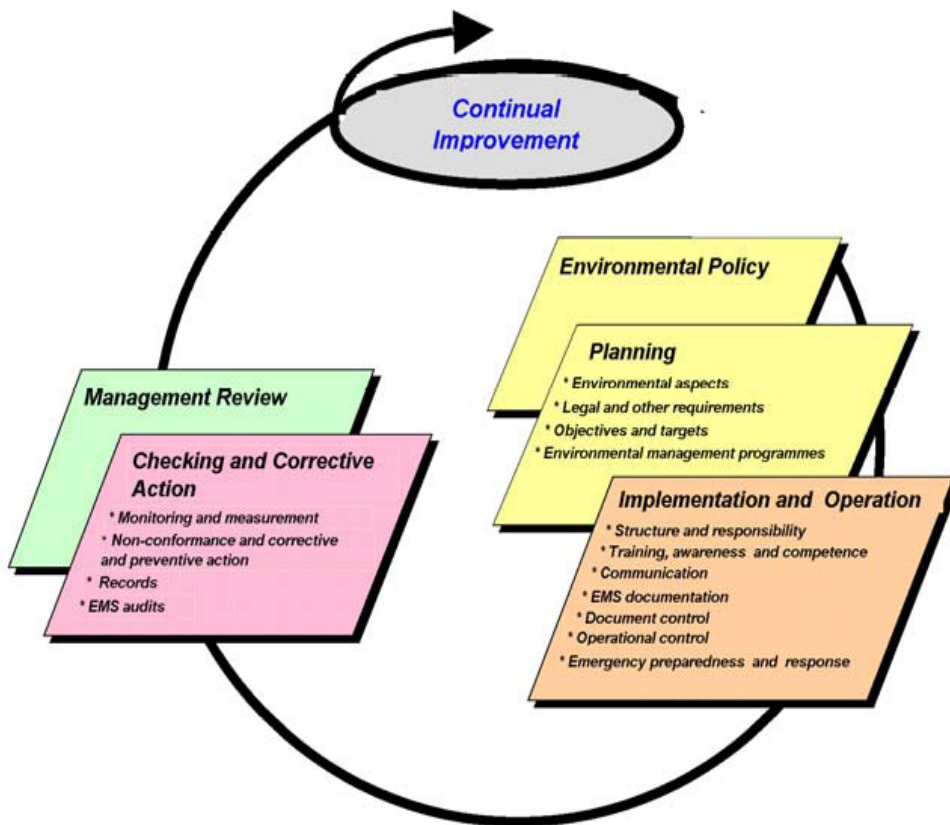 Continual
Improvement
Environmental Policy
Planning
* Environmental aspects
* Legal and other requirements
* Objectives and targets
* Environmental management programmes
Implementation and Operation
* Structure and responsibility
* Training, awareness and competence
* Communication
* EMS documentation
* Document control
* Operational control
* Emergency preparedness and response
Management Review
Checking and Corrective
Action
* Monitoring and measurement
* Non-conformance and corrective
and preventive action
* Records
* EMS audits